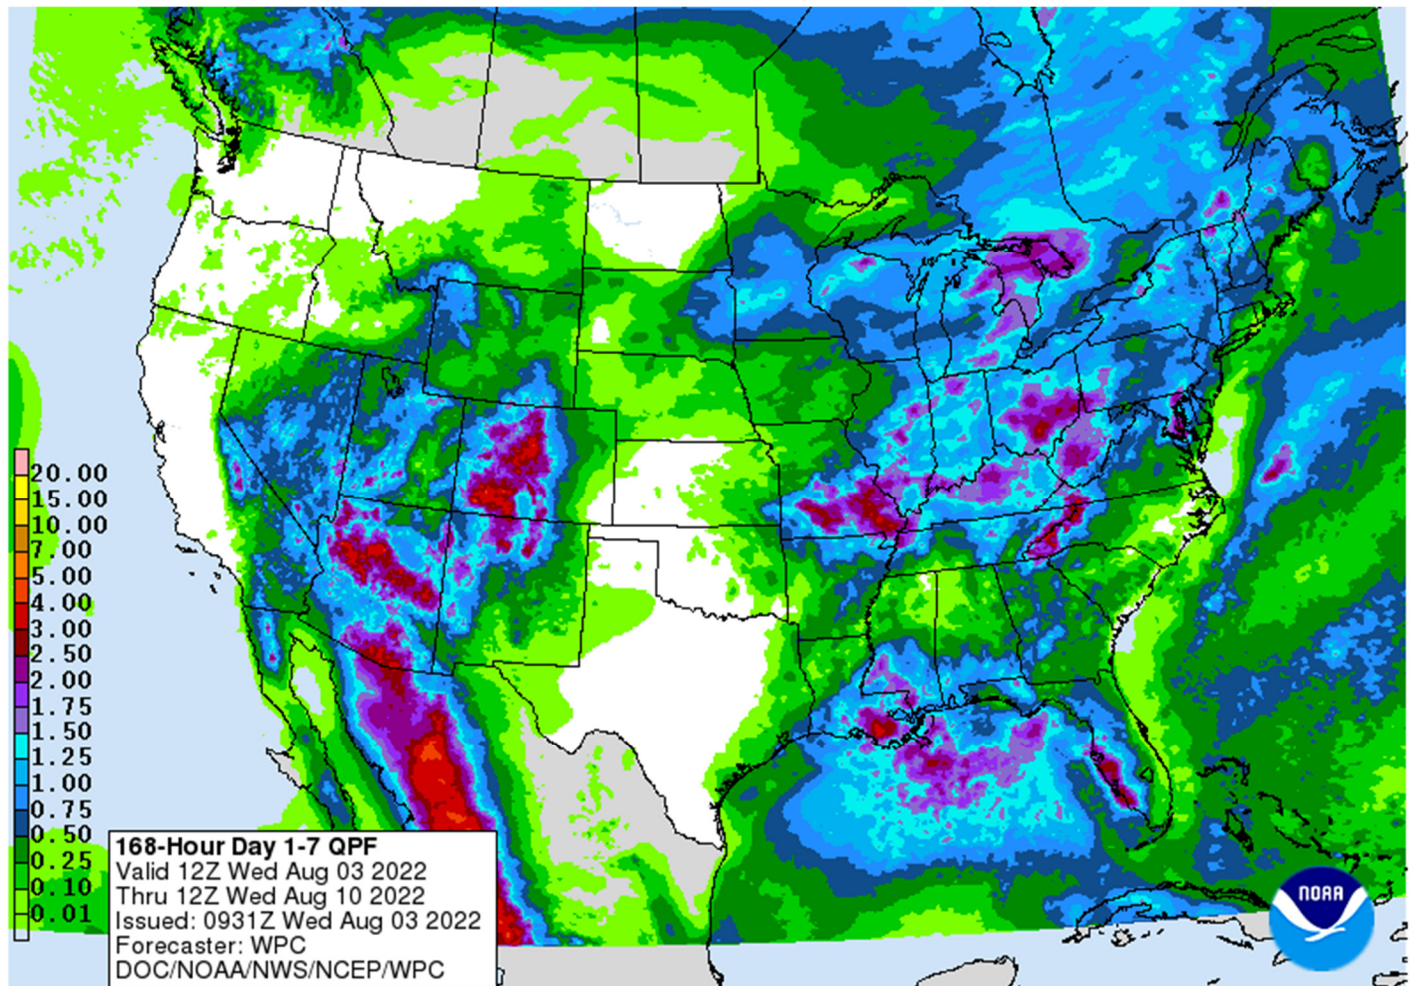 20.00
15.00
10.00
7.00
5.00
4.00
3.00
2.50
2.00
1.75
1.50
1.25
1.00
0.75
0.50
0.25
0.10
0.01
168-Hour Day 1-7 QPF
Valid 12Z Wed Aug 03 2022
Thru 12Z Wed Aug 10 2022
Issued: 0931Z Wed Aug 03 2022
Forecaster: WPC
DOC/NOAA/NWS/NCEP/WPC
NOAA